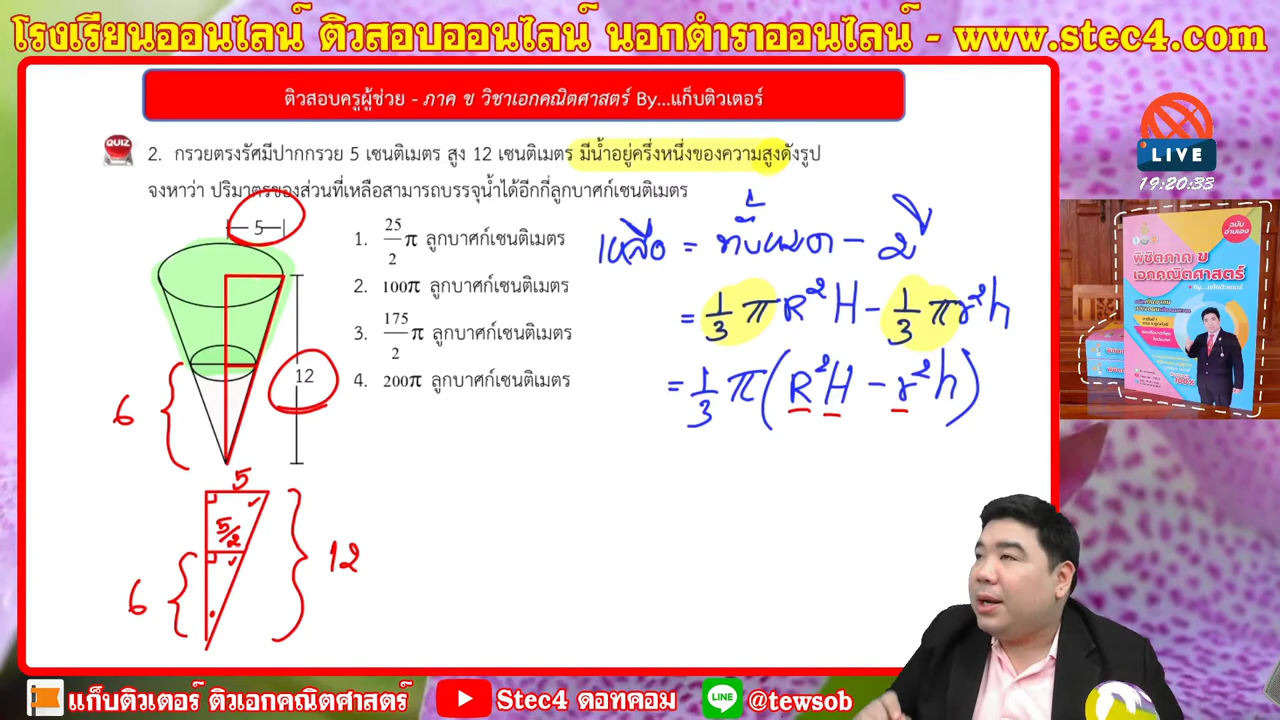 โรงเรียนออนไลน์ ติวสอบออนไลน์ นอกตำราออนไลน์ - www.stec4.com
ติวสอบครูผู้ช่วย - ภาค ข วิชาเอกคณิตศาสตร์ By...แก็บติวเตอร์
QUIZ
2. กรวยตรงรัศมีปากกรวย 5 เซนติเมตร สูง 12 เซนติเมตร มีน้ำอยู่ครึ่งหนึ่งของความสูงดังรูป
จงหาว่า ปริมาตรของส่วนที่เหลือสามารถบรรจุน้ำได้อีกกี่ลูกบาศก์เซนติเมตร
5
12
6
1. 25/2 π ลูกบาศก์เซนติเมตร
2. 100π ลูกบาศก์เซนติเมตร
3. 175/2 π ลูกบาศก์เซนติเมตร
4. 200π ลูกบาศก์เซนติเมตร
เหลือ = ทั้งหมด - มี
= 1/3 π R²H - 1/3 π r²h
= 1/3 π (R²H - r²h)
5
5/2
6
12
LIVE
19:20:33
ฉบับ
อ่านเอง
พิชิตภาค ข
เอกคณิตศาสตร์
แก็บติวเตอร์ ติวเอกคณิตศาสตร์
Stec4 ดอทคอม
LINE
@tewsob